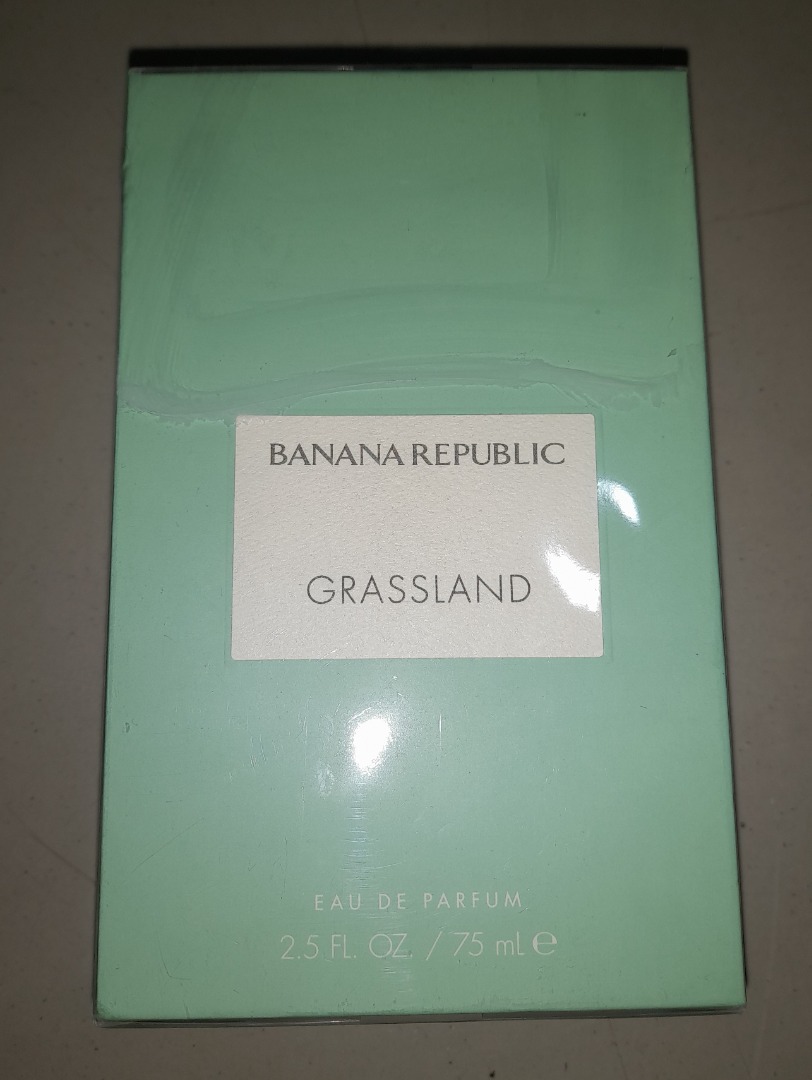 BANANA REPUBLIC
GRASSLAND
EAU DE PARFUM
2.5 FL. OZ. / 75 mL ℮